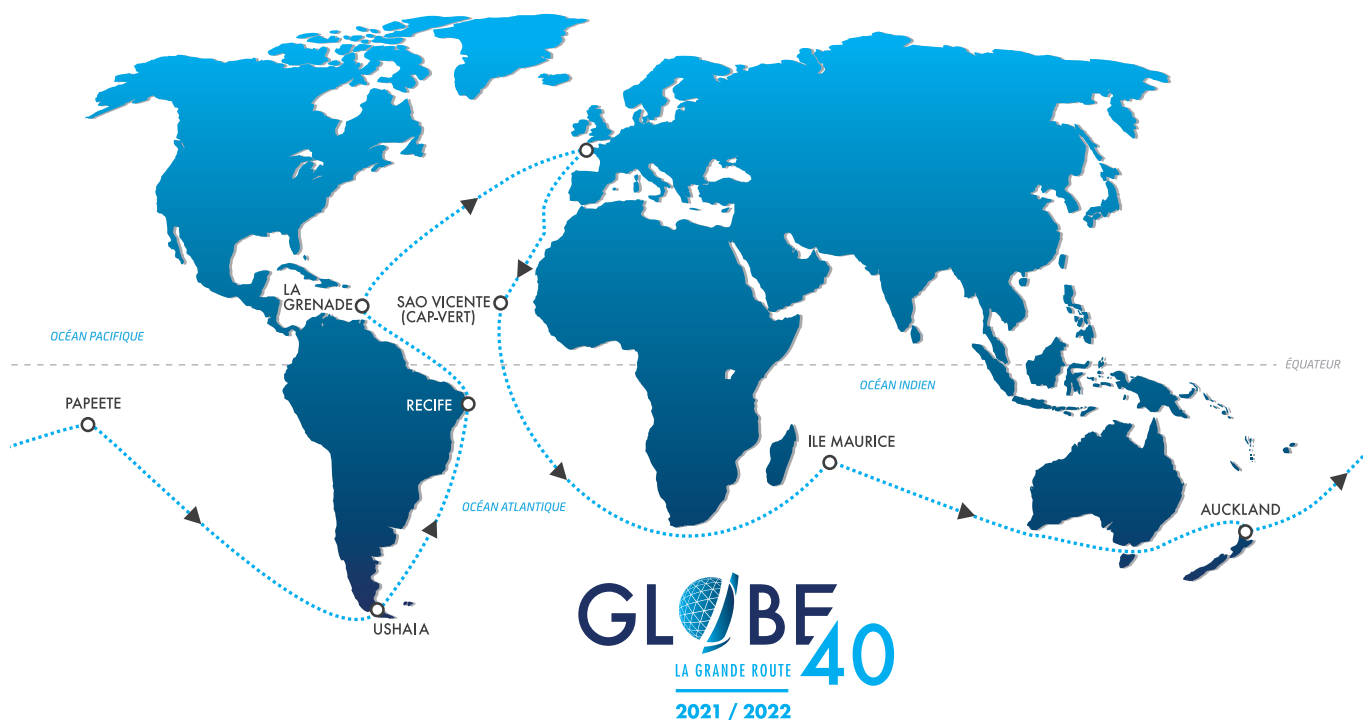 LA
GRENADE
SAO VICENTE
(CAP-VERT)
OCÉAN PACIFIQUE
ÉQUATEUR
OCÉAN INDIEN
PAPEETE
RECIFE
ILE MAURICE
OCÉAN ATLANTIQUE
AUCKLAND
USHAIA
GLOBE
40
LA GRANDE ROUTE
2021 / 2022